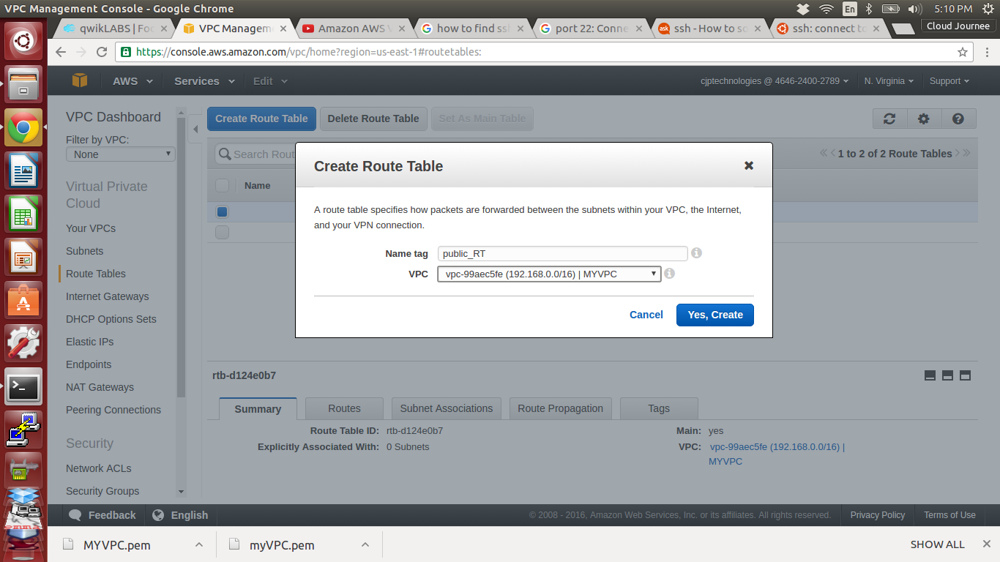 VPC Management Console - Google Chrome
En
5:10 PM
qwikLABS | Foc
VPC Managem
Amazon AWS V
how to find ssh
port 22: Conne
ssh - How to so
ssh: connect to
Cloud Journee
https://console.aws.amazon.com/vpc/home?region=us-east-1#routetables:
AWS
Services
Edit
cjptechnologies @ 4646-2400-2789
N. Virginia
Support
VPC Dashboard
Filter by VPC:
None
Virtual Private
Cloud
Your VPCs
Subnets
Route Tables
Internet Gateways
DHCP Options Sets
Elastic IPs
Endpoints
NAT Gateways
Peering Connections
Security
Network ACLs
Security Groups
Create Route Table
Delete Route Table
Set As Main Table
Search Rout
1 to 2 of 2 Route Tables
Name
Create Route Table
A route table specifies how packets are forwarded between the subnets within your VPC, the Internet,
and your VPN connection.
Name tag
public_RT
VPC
vpc-99aec5fe (192.168.0.0/16) | MYVPC
Cancel
Yes, Create
rtb-d124e0b7
Summary
Routes
Subnet Associations
Route Propagation
Tags
Route Table ID: rtb-d124e0b7
Main: yes
Explicitly Associated With: 0 Subnets
VPC: vpc-99aec5fe (192.168.0.0/16) |
MYVPC
Feedback
English
© 2008 - 2016, Amazon Web Services, Inc. or its affiliates. All rights reserved.
Privacy Policy
Terms of Use
MYVPC.pem
myVPC.pem
SHOW ALL